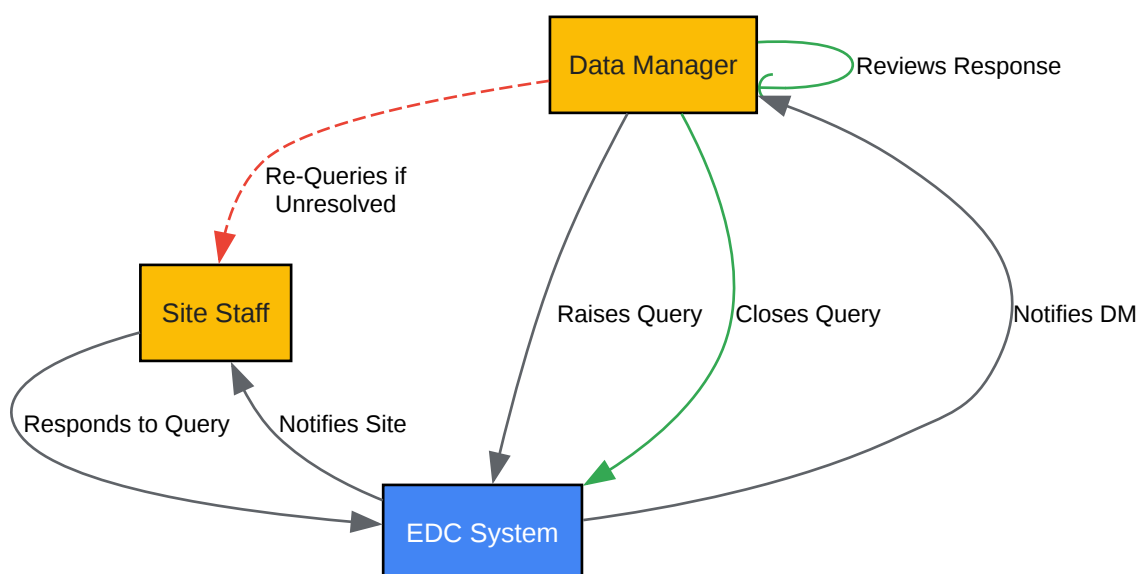 Data Manager
Reviews Response
Re-Queries if
Unresolved
Site Staff
Raises Query
Closes Query
Notifies DM
Responds to Query
Notifies Site
EDC System